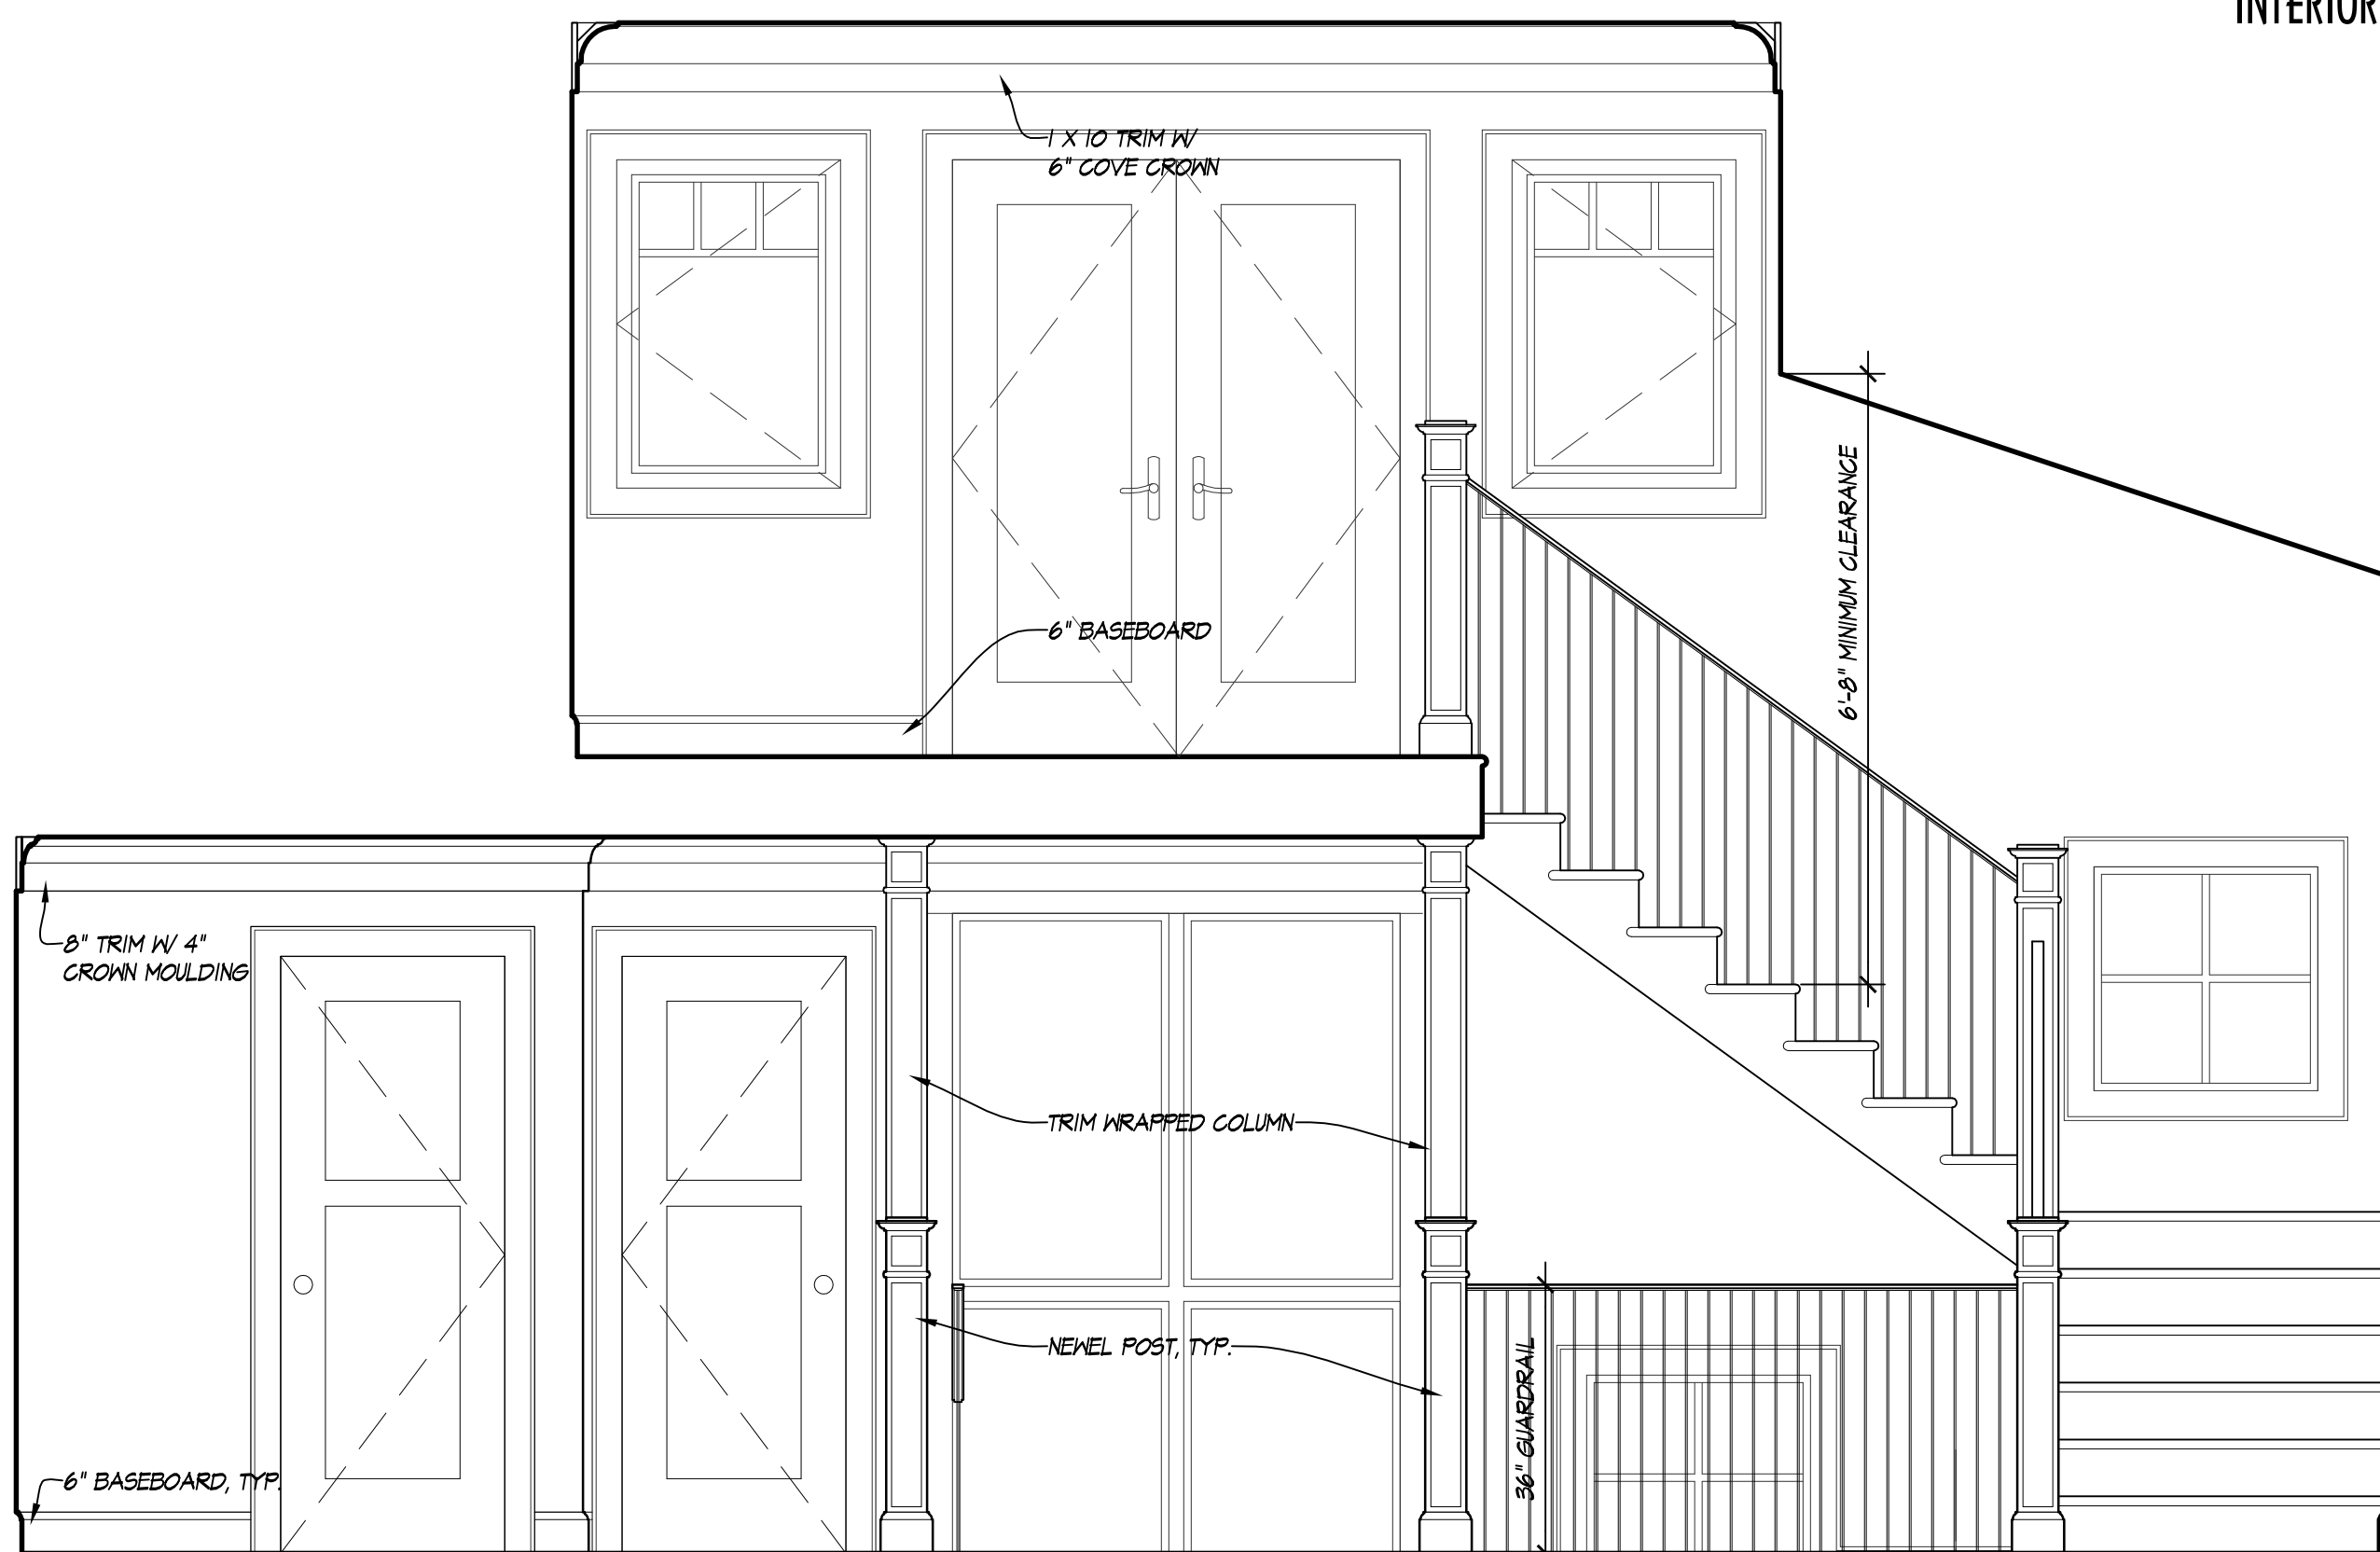 INTERIOR
1 X 10 TRIM W/
6" COVE CROWN
6'-8" MINIMUM CLEARANCE
6" BASEBOARD
8" TRIM W/ 4"
CROWN MOULDING
TRIM WRAPPED COLUMN
NEWEL POST, TYP.
36" GUARDRAIL
6" BASEBOARD, TYP.